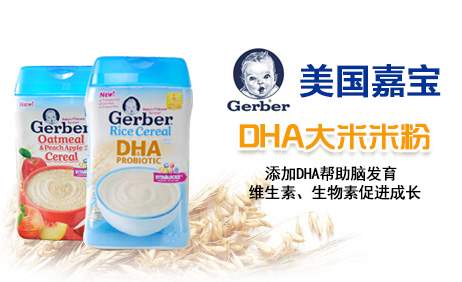 Gerber
美国嘉宝
DHA大米米粉
添加DHA帮助脑发育
维生素、生物素促进成长
New!
Gerber
Oatmeal
& Peach Apple
Cereal
New!
Gerber
Rice Cereal
DHA
PROBIOTIC